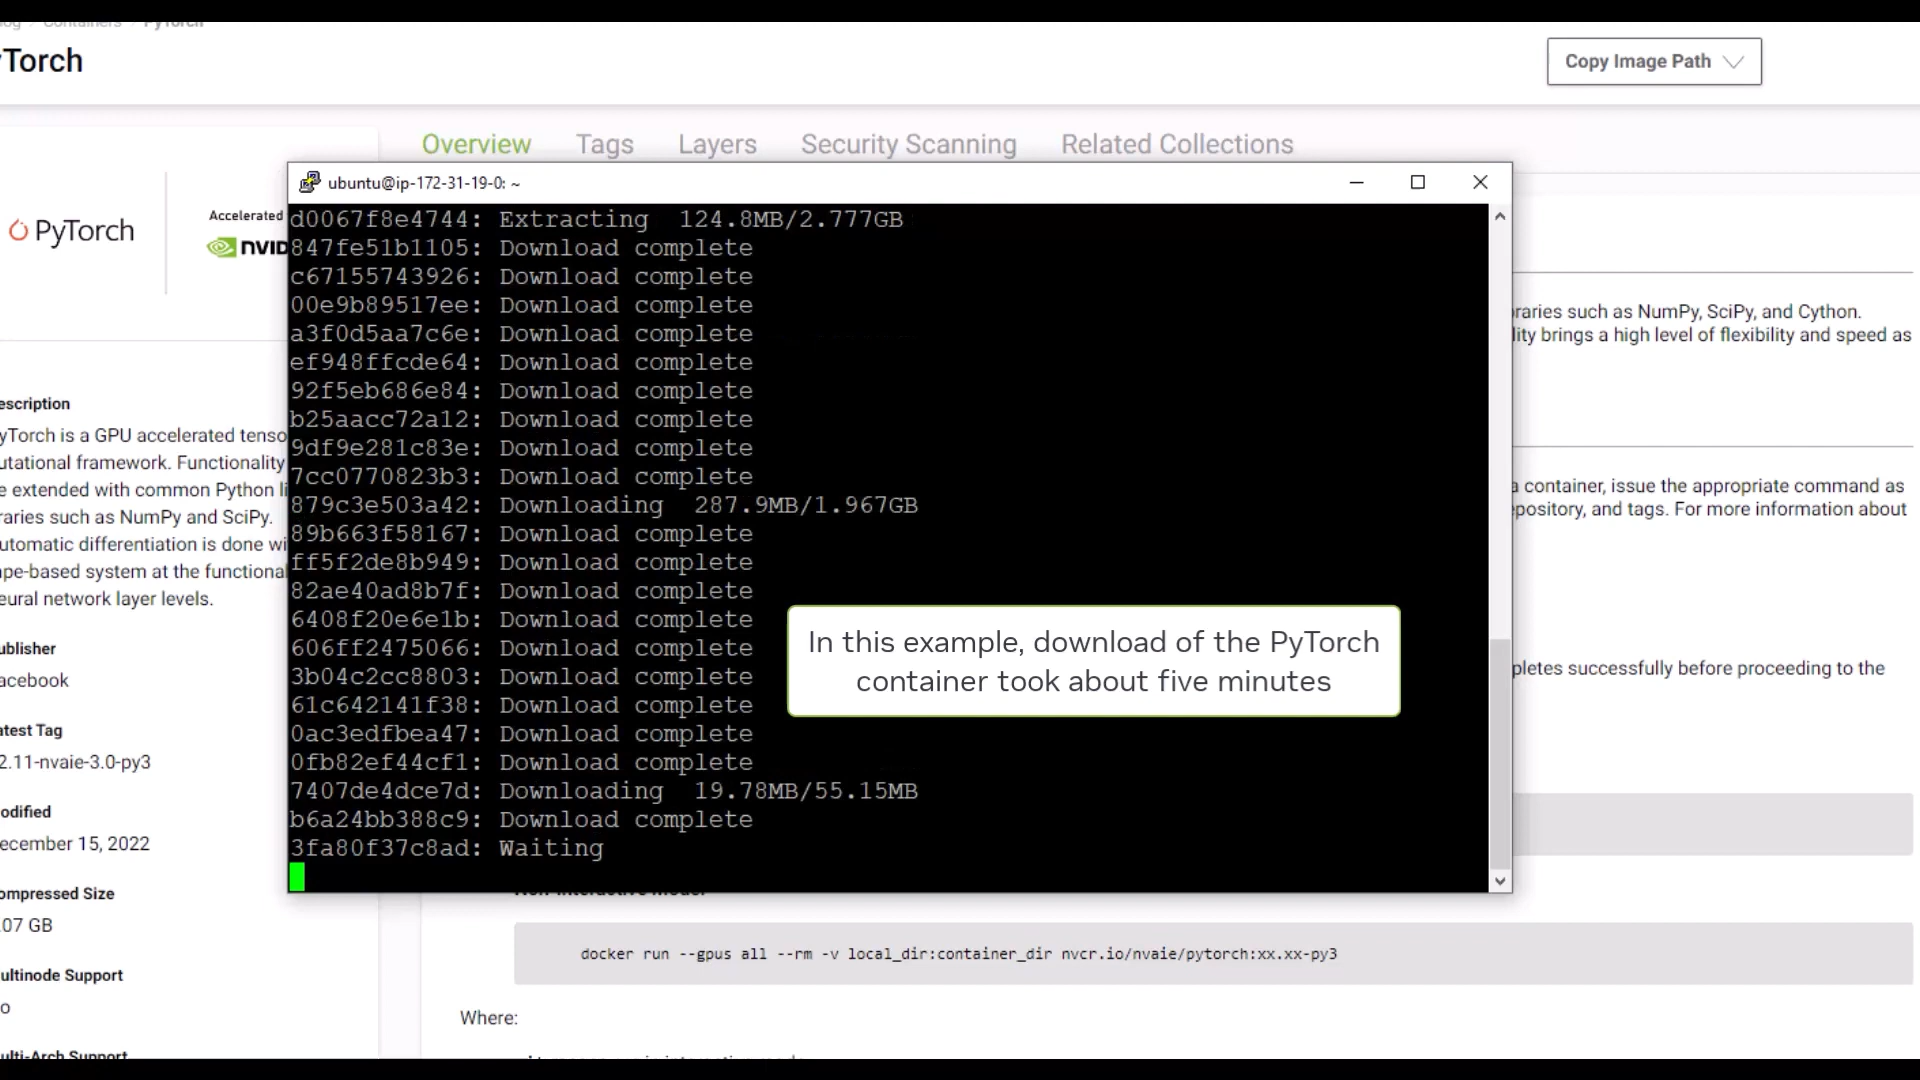 PyTorch
Torch
Copy Image Path
Overview Tags Layers Security Scanning Related Collections
ubuntu@ip-172-31-19-0: ~
PyTorch
Accelerated
NVID
d0067f8e4744: Extracting 124.8MB/2.777GB
847fe51b1105: Download complete
c67155743926: Download complete
00e9b89517ee: Download complete
a3f0d5aa7c6e: Download complete
ef948ffcde64: Download complete
92f5eb686e84: Download complete
b25aacc72a12: Download complete
9df9e281c83e: Download complete
7cc0770823b3: Download complete
879c3e503a42: Downloading 287.9MB/1.967GB
89b663f58167: Download complete
ff5f2de8b949: Download complete
82ae40ad8b7f: Download complete
6408f20e6e1b: Download complete
606ff2475066: Download complete
3b04c2cc8803: Download complete
61c642141f38: Download complete
0ac3edfbea47: Download complete
0fb82ef44cf1: Download complete
7407de4dce7d: Downloading 19.78MB/55.15MB
b6a24bb388c9: Download complete
3fa80f37c8ad: Waiting
In this example, download of the PyTorch
container took about five minutes
escription
yTorch is a GPU accelerated tenso
utational framework. Functionality
e extended with common Python li
raries such as NumPy and SciPy.
utomatic differentiation is done wi
ape-based system at the functional
eural network layer levels.
ublisher
acebook
atest Tag
2.11-nvaie-3.0-py3
odified
ecember 15, 2022
ompressed Size
.07 GB
ultinode Support
o
ulti-Arch Support
raries such as NumPy, SciPy, and Cython.
lity brings a high level of flexibility and speed as
a container, issue the appropriate command as
epository, and tags. For more information about
pletes successfully before proceeding to the
docker run --gpus all --rm -v local_dir:container_dir nvcr.io/nvaie/pytorch:xx.xx-py3
Where: